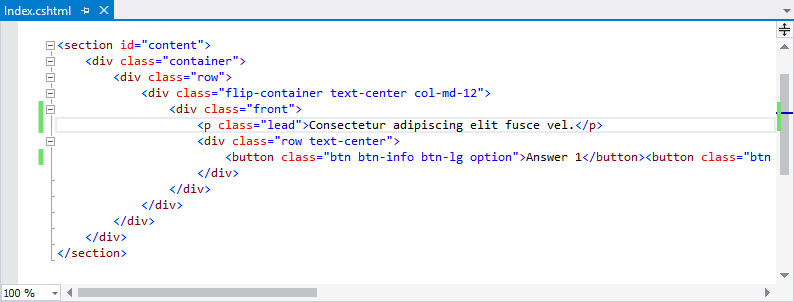 Index.cshtml
<section id="content">
<div class="container">
<div class="row">
<div class="flip-container text-center col-md-12">
<div class="front">
<p class="lead">Consectetur adipiscing elit fusce vel.</p>
<div class="row text-center">
<button class="btn btn-info btn-lg option">Answer 1</button><button class="btn
</div>
</div>
</div>
</div>
</div>
</section>
100 %